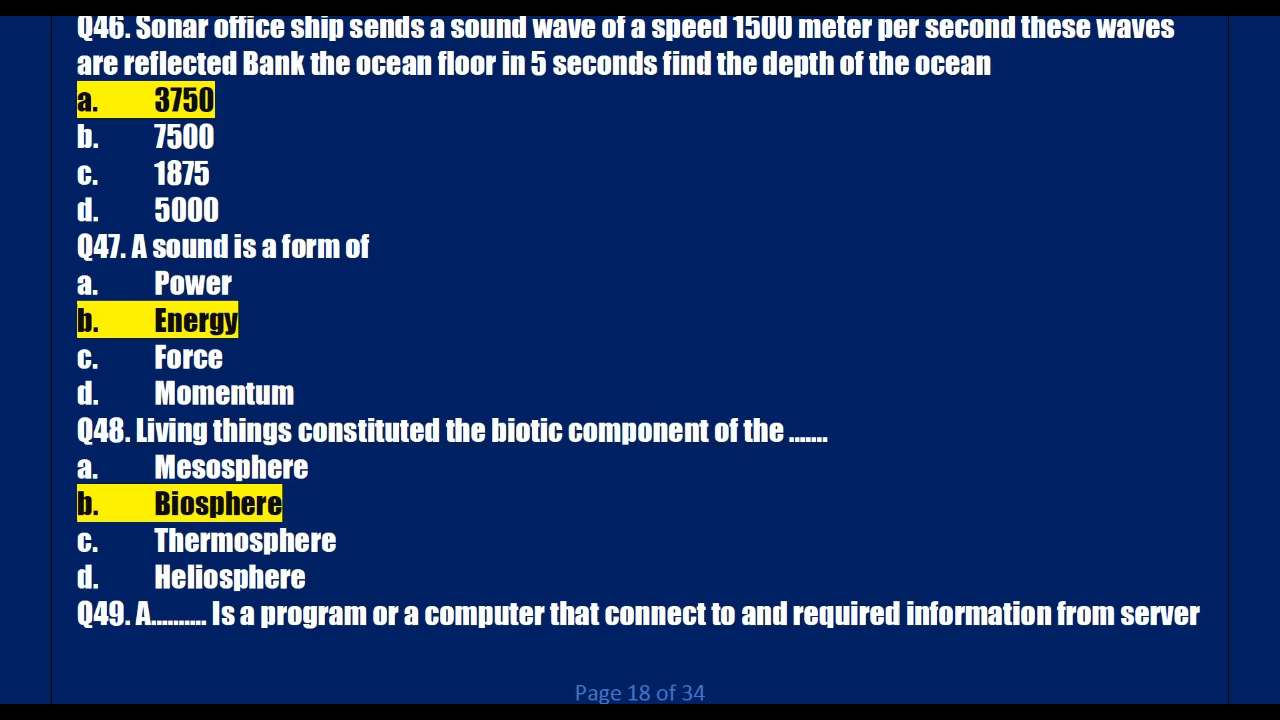 Q46. Sonar office ship sends a sound wave of a speed 1500 meter per second these waves
are reflected Bank the ocean floor in 5 seconds find the depth of the ocean
a. 3750
b. 7500
c. 1875
d. 5000
Q47. A sound is a form of
a. Power
b. Energy
c. Force
d. Momentum
Q48. Living things constituted the biotic component of the .......
a. Mesosphere
b. Biosphere
c. Thermosphere
d. Heliosphere
Q49. A.......... Is a program or a computer that connect to and required information from server
Page 18 of 34